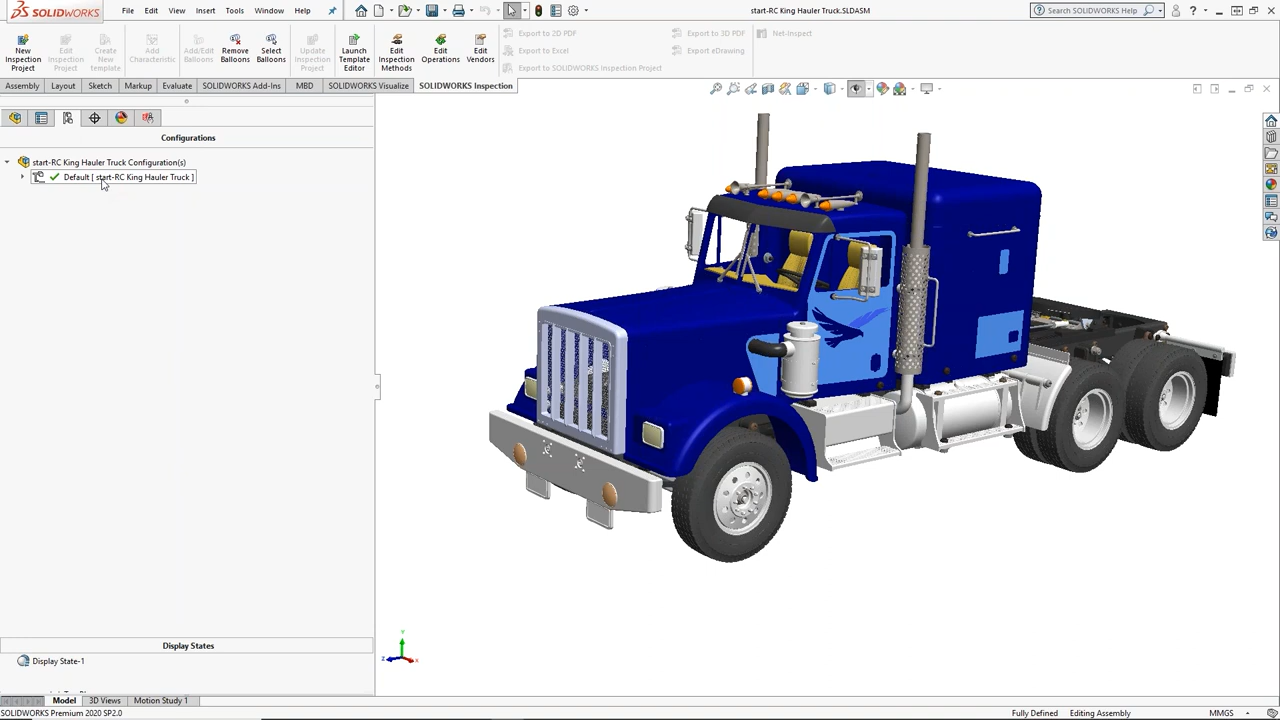 SOLIDWORKS
File Edit View Insert Tools Window Help
start-RC King Hauler Truck.SLDASM
Search SOLIDWORKS Help
New Inspection Project
Edit Inspection Project
Create New template
Add Characteristic
Add/Edit Balloons
Remove Balloons
Select Balloons
Update Inspection Project
Launch Template Editor
Edit Inspection Methods
Edit Operations
Edit Vendors
Export to 2D PDF
Export to Excel
Export to SOLIDWORKS Inspection Project
Export to 3D PDF
Export eDrawing
Net-Inspect
Assembly Layout Sketch Markup Evaluate SOLIDWORKS Add-Ins MBD SOLIDWORKS Visualize SOLIDWORKS Inspection
Configurations
start-RC King Hauler Truck Configuration(s)
Default [ start-RC King Hauler Truck ]
Display States
Display State-1
Model 3D Views Motion Study 1
SOLIDWORKS Premium 2020 SP2.0
Fully Defined Editing Assembly MMGS